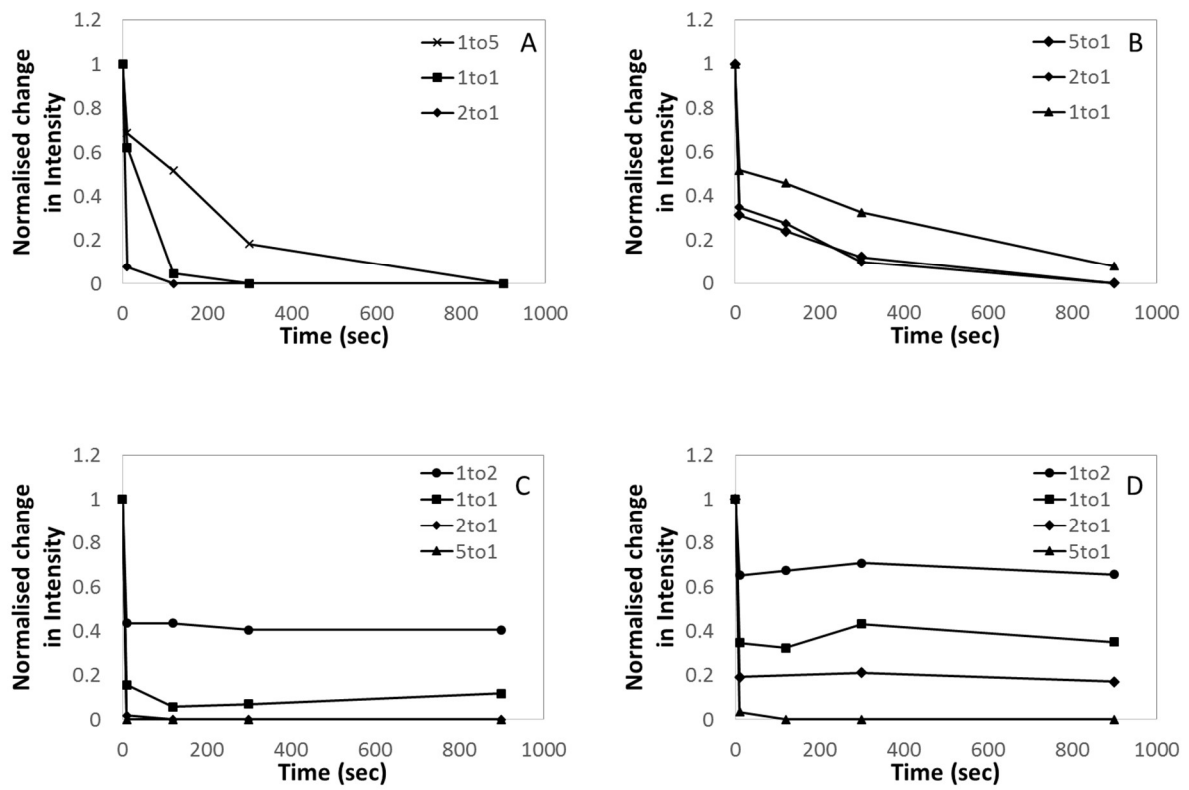 A
1to5
1to1
2to1
Normalised change
in Intensity
1.2
1
0.8
0.6
0.4
0.2
0
0 200 400 600 800 1000
Time (sec)
B
5to1
2to1
1to1
Normalised change
in Intensity
1.2
1
0.8
0.6
0.4
0.2
0
0 200 400 600 800 1000
Time (sec)
C
1to2
1to1
2to1
5to1
Normalised change
in Intensity
1.2
1
0.8
0.6
0.4
0.2
0
0 200 400 600 800 1000
Time (sec)
D
1to2
1to1
2to1
5to1
Normalised change
in Intensity
1.2
1
0.8
0.6
0.4
0.2
0
0 200 400 600 800 1000
Time (sec)